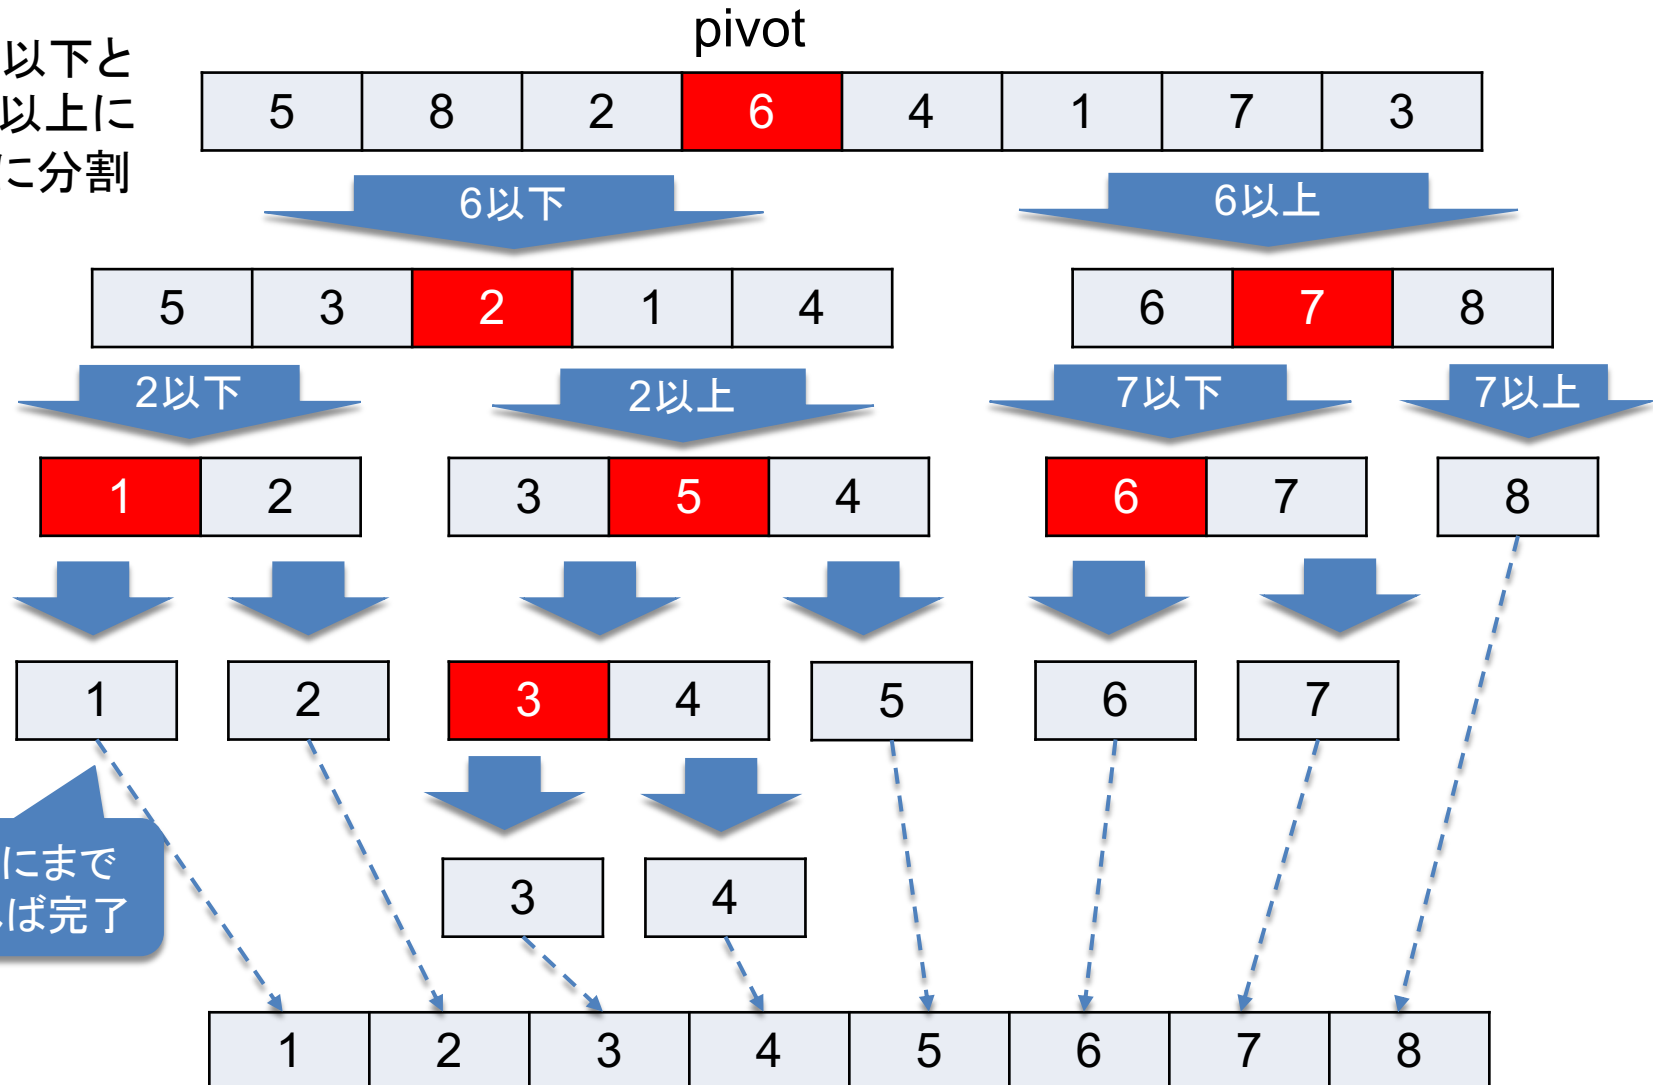 pivot
以下と
以上に
に分割
5 8 2 6 4 1 7 3
6以下 6以上
5 3 2 1 4 6 7 8
2以下 2以上 7以下 7以上
1 2 3 5 4 6 7 8
1 2 3 4 5 6 7
にまで
ば完了
3 4
1 2 3 4 5 6 7 8